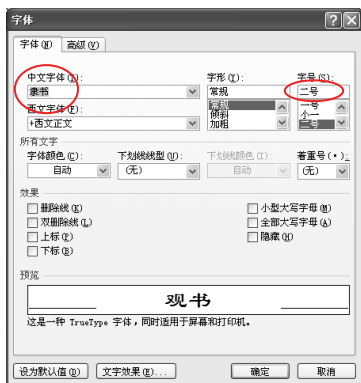 字体
字体(N) 高级(V)
中文字体(T): 字形(Y): 字号(S):
隶书 常规 二号
西文字体(F): 常规 一号
+西文正文 倾斜 小一
加粗 二号
所有文字
字体颜色(C): 下划线线型(U): 下划线颜色(I): 着重号(·):
自动 (无) 自动 (无)
效果
删除线(K) 小型大写字母(M)
双删除线(L) 全部大写字母(A)
上标(P) 隐藏(H)
下标(B)
预览
观书
这是一种 TrueType 字体，同时适用于屏幕和打印机。
设为默认值(D) 文字效果(E)... 确定 取消